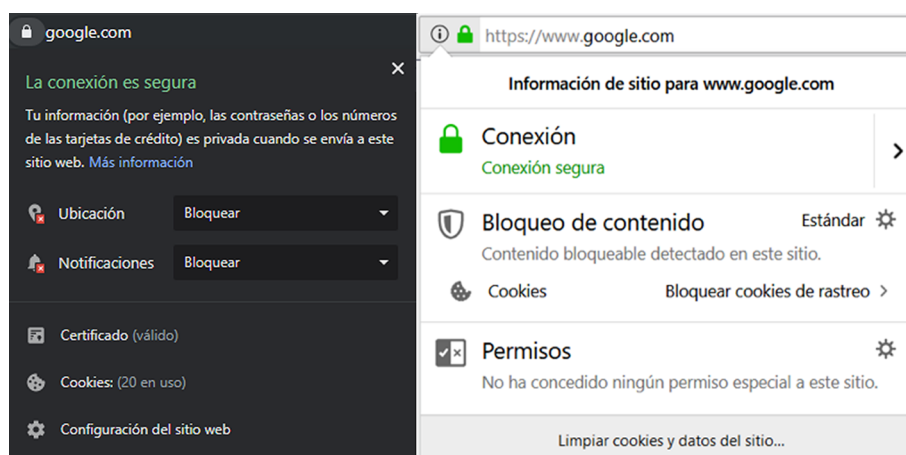 google.com
La conexión es segura
Tu información (por ejemplo, las contraseñas o los números
de las tarjetas de crédito) es privada cuando se envía a este
sitio web. Más información
Ubicación Bloquear
Notificaciones Bloquear
Certificado (válido)
Cookies: (20 en uso)
Configuración del sitio web
https://www.google.com
Información de sitio para www.google.com
Conexión
Conexión segura
Bloqueo de contenido Estándar
Contenido bloqueable detectado en este sitio.
Cookies Bloquear cookies de rastreo
Permisos
No ha concedido ningún permiso especial a este sitio.
Limpiar cookies y datos del sitio...